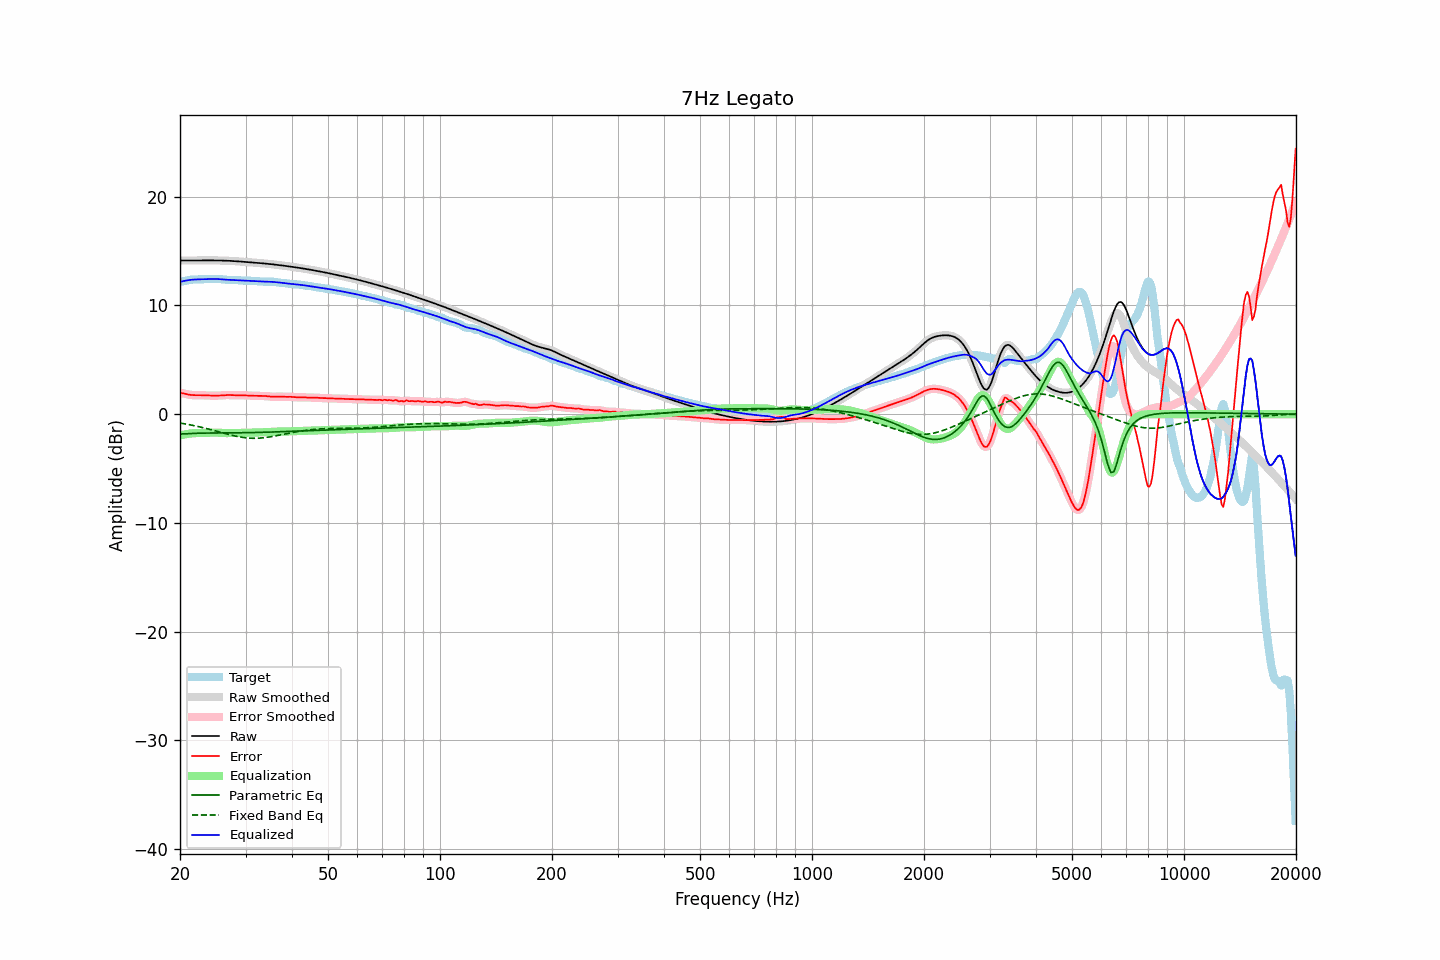 7Hz Legato
Amplitude (dBr)
20
10
0
−10
−20
−30
−40
Target
Raw Smoothed
Error Smoothed
Raw
Error
Equalization
Parametric Eq
Fixed Band Eq
Equalized
20 50 100 200 500 1000 2000 5000 10000 20000
Frequency (Hz)